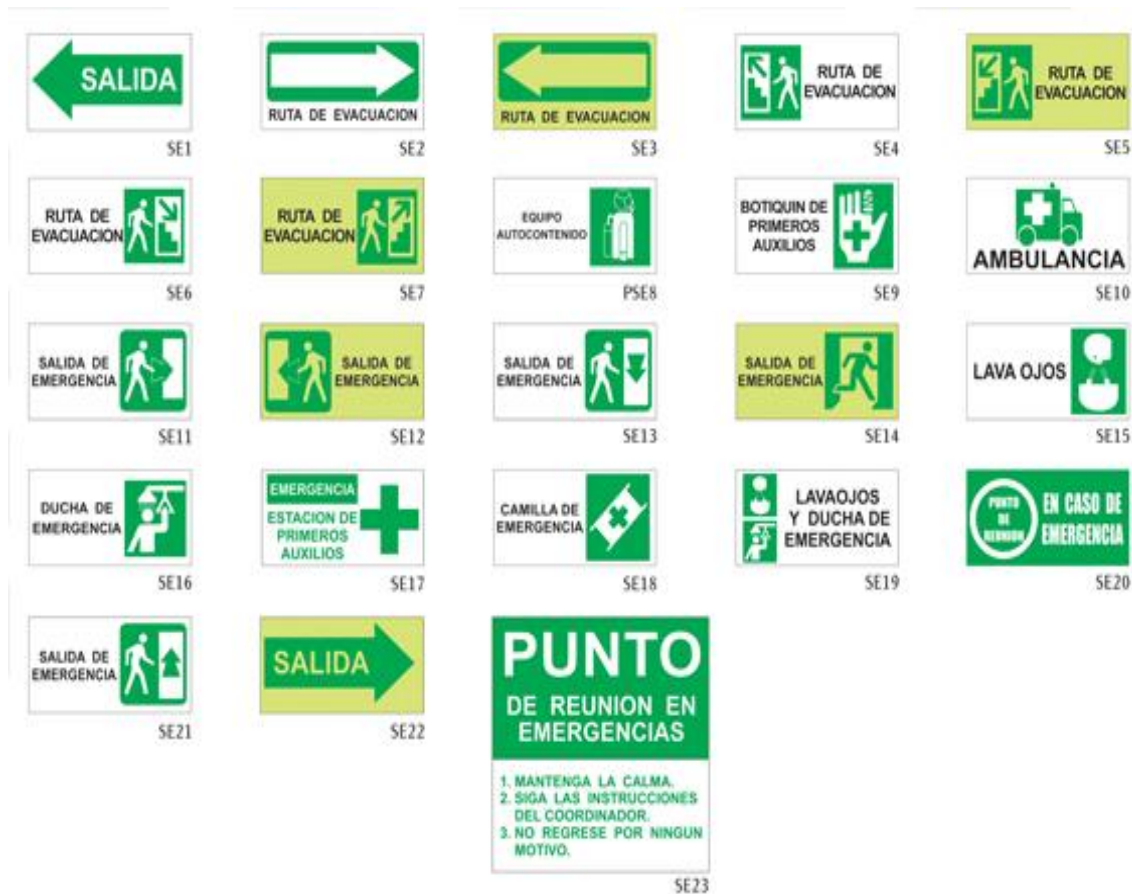 SALIDA
SE1
RUTA DE EVACUACION
SE2
RUTA DE EVACUACION
SE3
RUTA DE
EVACUACION
SE4
RUTA DE
EVACUACION
SE5
RUTA DE
EVACUACION
SE6
RUTA DE
EVACUACION
SE7
EQUIPO
AUTOCONTENIDO
PSE8
BOTIQUIN DE
PRIMEROS
AUXILIOS
SE9
AMBULANCIA
SE10
SALIDA DE
EMERGENCIA
SE11
SALIDA DE
EMERGENCIA
SE12
SALIDA DE
EMERGENCIA
SE13
SALIDA DE
EMERGENCIA
SE14
LAVA OJOS
SE15
DUCHA DE
EMERGENCIA
SE16
EMERGENCIA
ESTACION DE
PRIMEROS
AUXILIOS
SE17
CAMILLA DE
EMERGENCIA
SE18
LAVAOJOS
Y DUCHA DE
EMERGENCIA
SE19
PUNTO
DE
REUNION
EN CASO DE
EMERGENCIA
SE20
SALIDA DE
EMERGENCIA
SE21
SALIDA
SE22
PUNTO
DE REUNION EN
EMERGENCIAS
1. MANTENGA LA CALMA.
2. SIGA LAS INSTRUCCIONES
DEL COORDINADOR.
3. NO REGRESE POR NINGUN
MOTIVO.
SE23